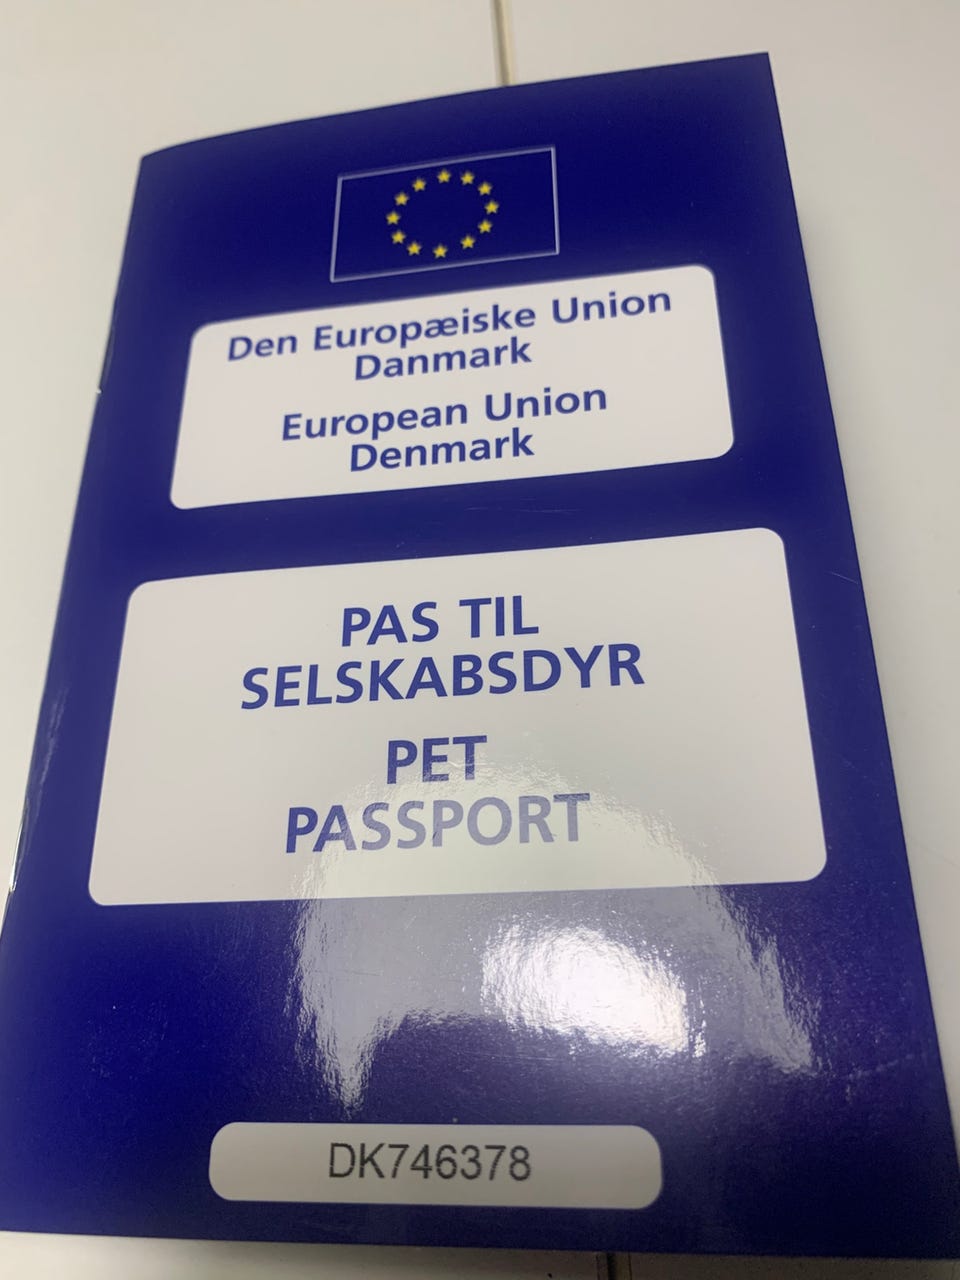 Den Europæiske Union
Danmark
European Union
Denmark
PAS TIL
SELSKABSDYR
PET
PASSPORT
DK746378